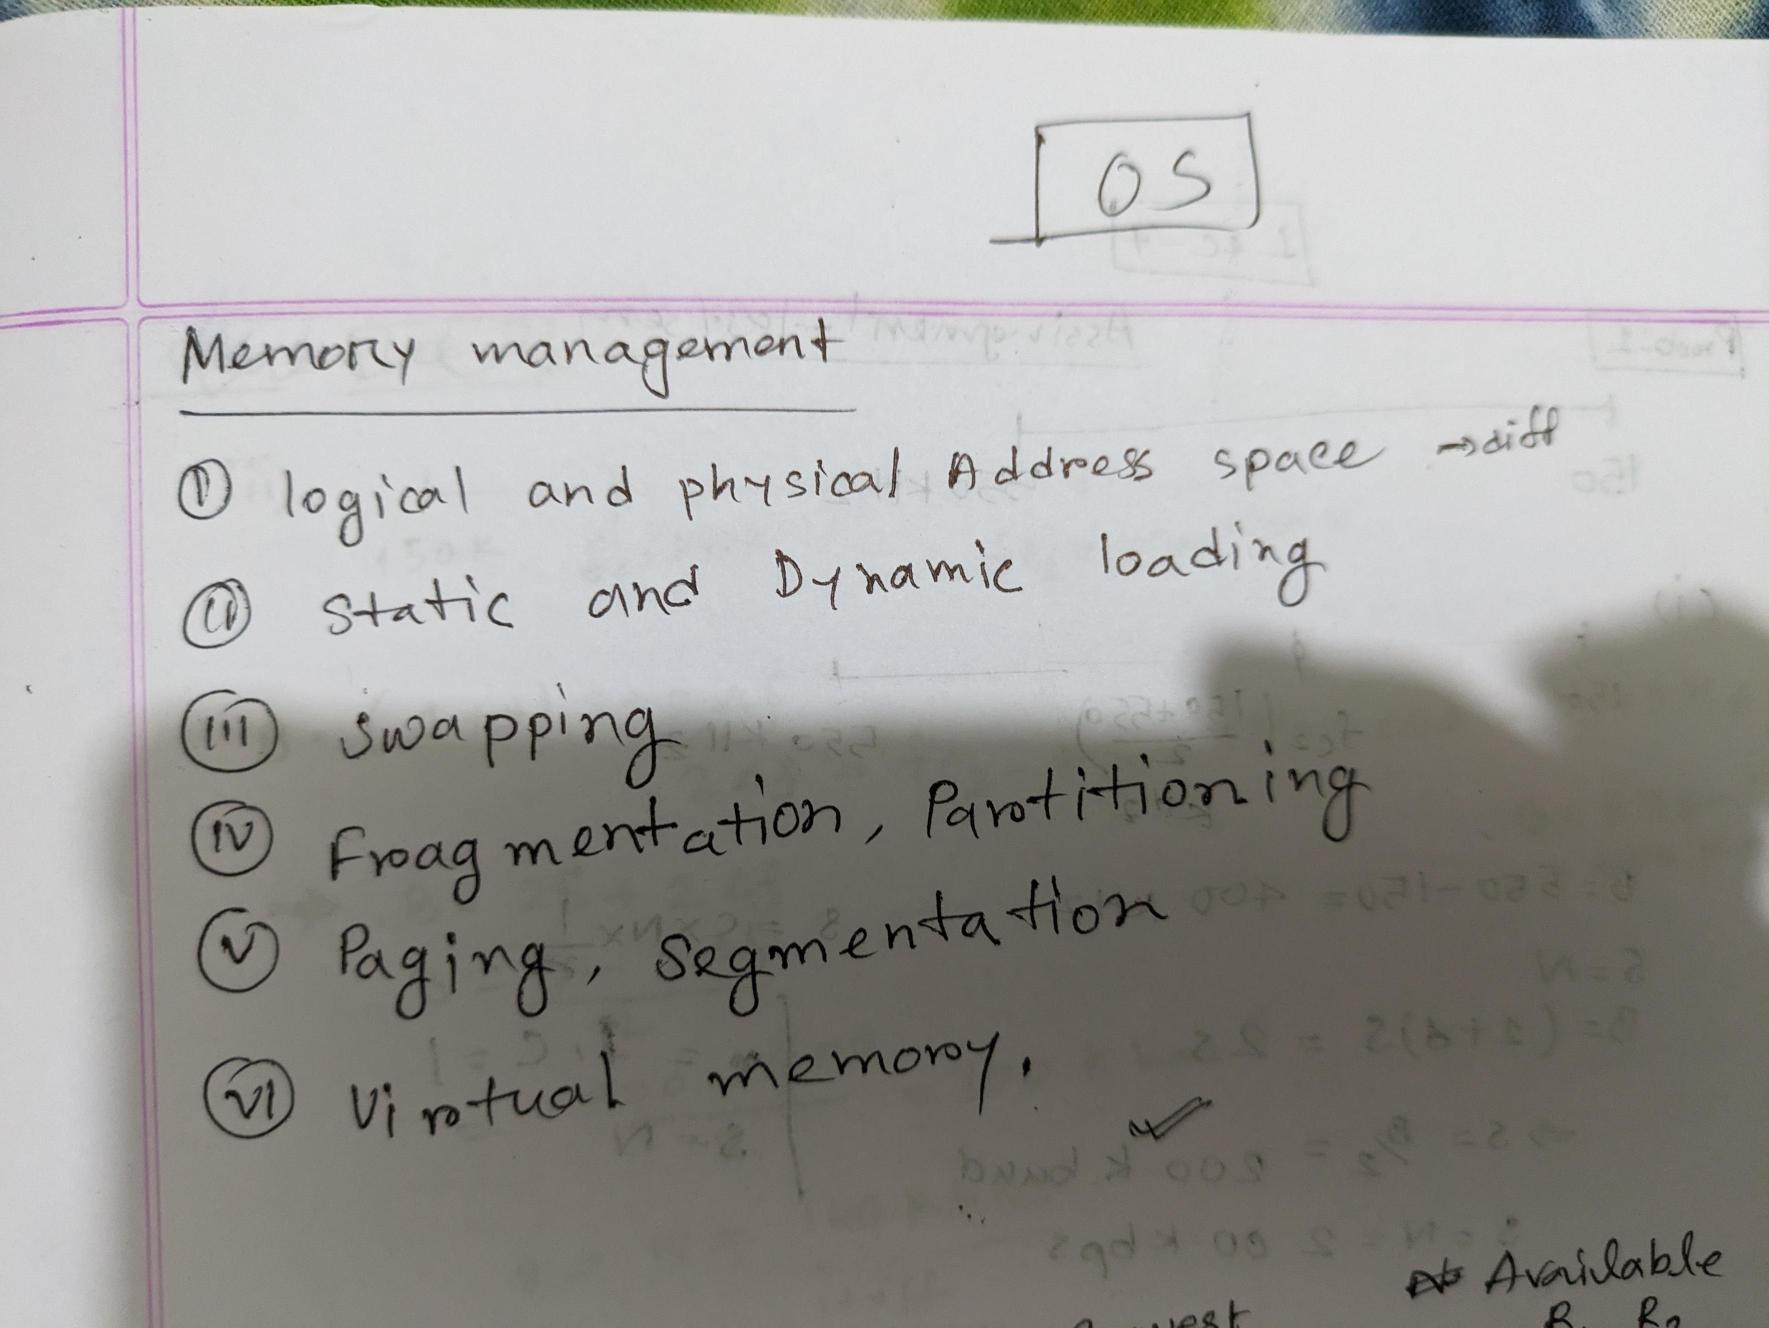 OS
Memory management
(i) logical and physical Address space → diff
(ii) Static and Dynamic loading
(iii) swapping
(iv) Fragmentation, Partitioning
(v) Paging, segmentation
(vi) Virtual memory.
Available